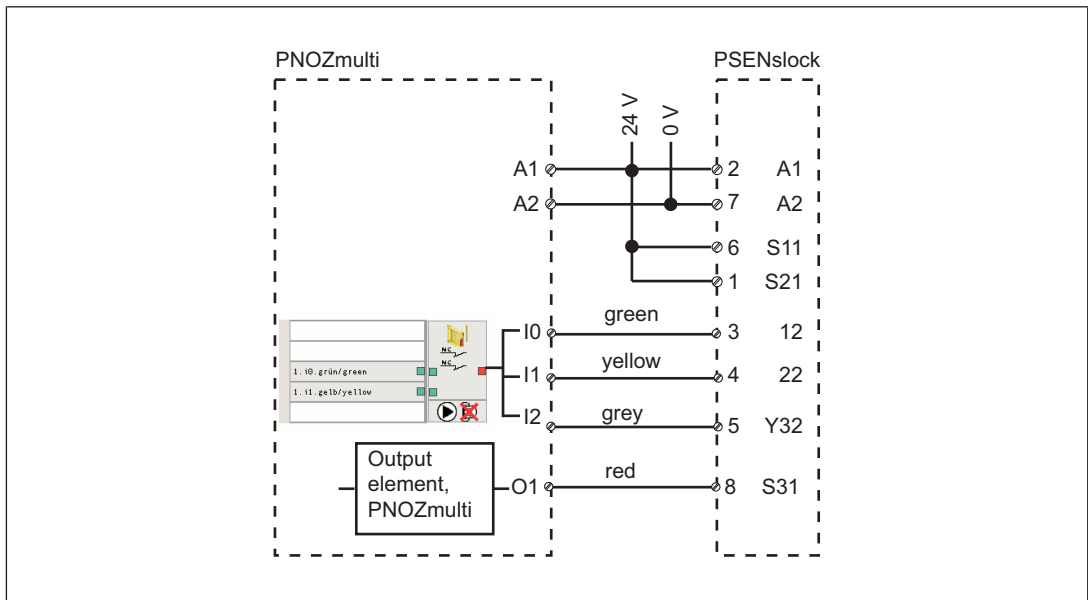 PNOZmulti
PSENslock
24 V
0 V
A1
2
A1
A2
7
A2
6
S11
1
S21
green
I0
3
12
NC
NC
1.i0.grün/green
yellow
I1
4
22
1.i1.gelb/yellow
grey
I2
5
Y32
Output
element,
PNOZmulti
red
O1
8
S31